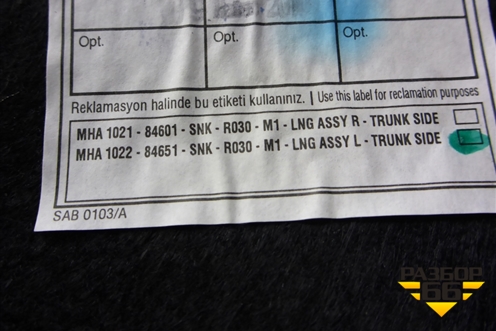 Opt.
Opt.
Opt.
Reklamasyon halinde bu etiketi kullanınız. | Use this label for reclamation purposes
MHA 1021 - 84601 - SNK - R030 - M1 - LNG ASSY R - TRUNK SIDE
MHA 1022 - 84651 - SNK - R030 - M1 - LNG ASSY L - TRUNK SIDE
SAB 0103/A
РАЗБОР
66